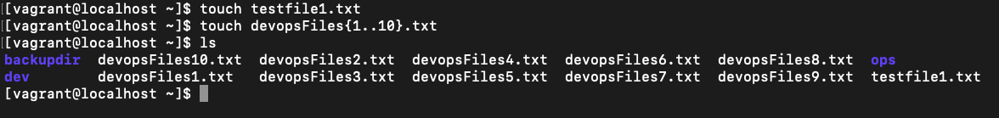 [vagrant@localhost ~]$ touch testfile1.txt
[vagrant@localhost ~]$ touch devopsFiles{1..10}.txt
[vagrant@localhost ~]$ ls
backupdir  devopsFiles10.txt  devopsFiles2.txt  devopsFiles4.txt  devopsFiles6.txt  devopsFiles8.txt  ops
dev        devopsFiles1.txt   devopsFiles3.txt  devopsFiles5.txt  devopsFiles7.txt  devopsFiles9.txt  testfile1.txt
[vagrant@localhost ~]$